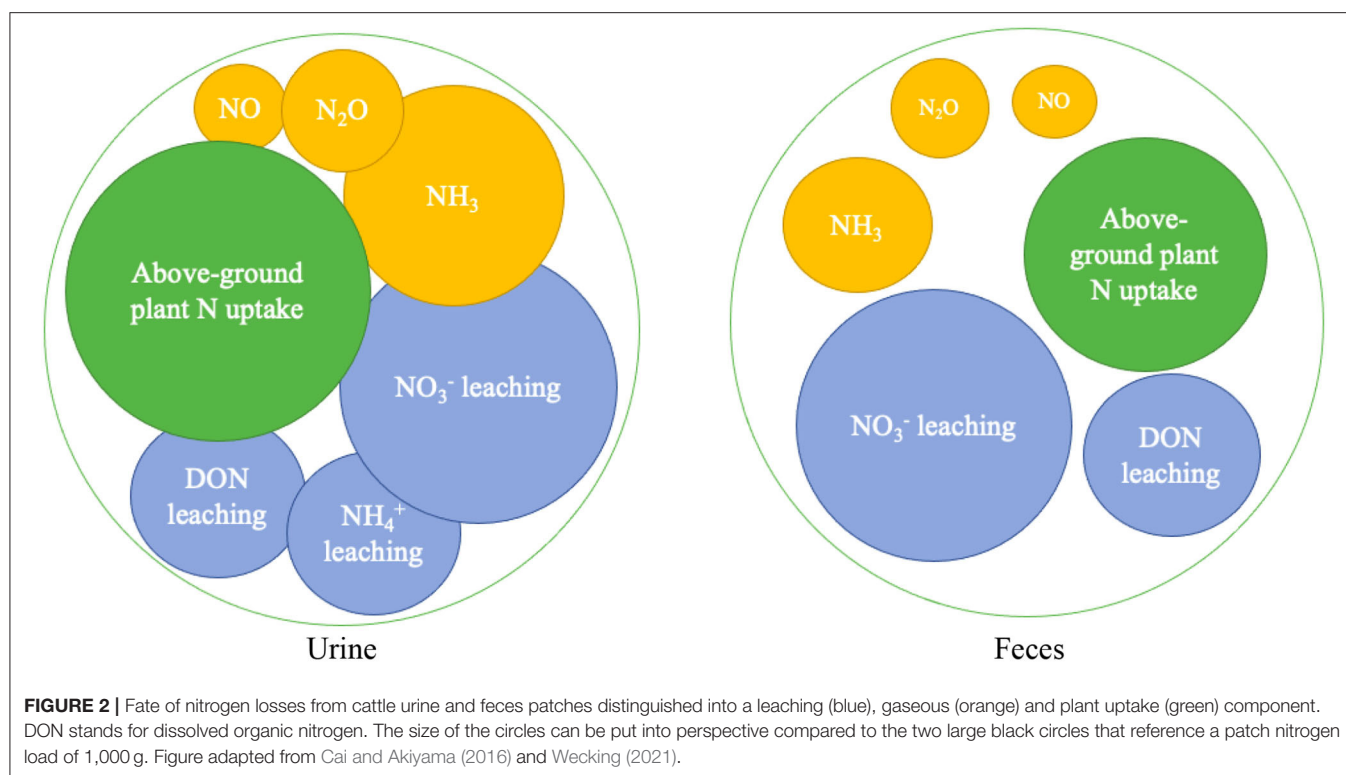 NO
N₂O
NH₃
Above-ground
plant N uptake
NO₃⁻ leaching
DON
leaching
NH₄⁺
leaching
Urine
N₂O
NO
NH₃
Above-
ground plant
N uptake
NO₃⁻ leaching
DON
leaching
Feces
FIGURE 2 | Fate of nitrogen losses from cattle urine and feces patches distinguished into a leaching (blue), gaseous (orange) and plant uptake (green) component.
DON stands for dissolved organic nitrogen. The size of the circles can be put into perspective compared to the two large black circles that reference a patch nitrogen
load of 1,000 g. Figure adapted from Cai and Akiyama (2016) and Wecking (2021).